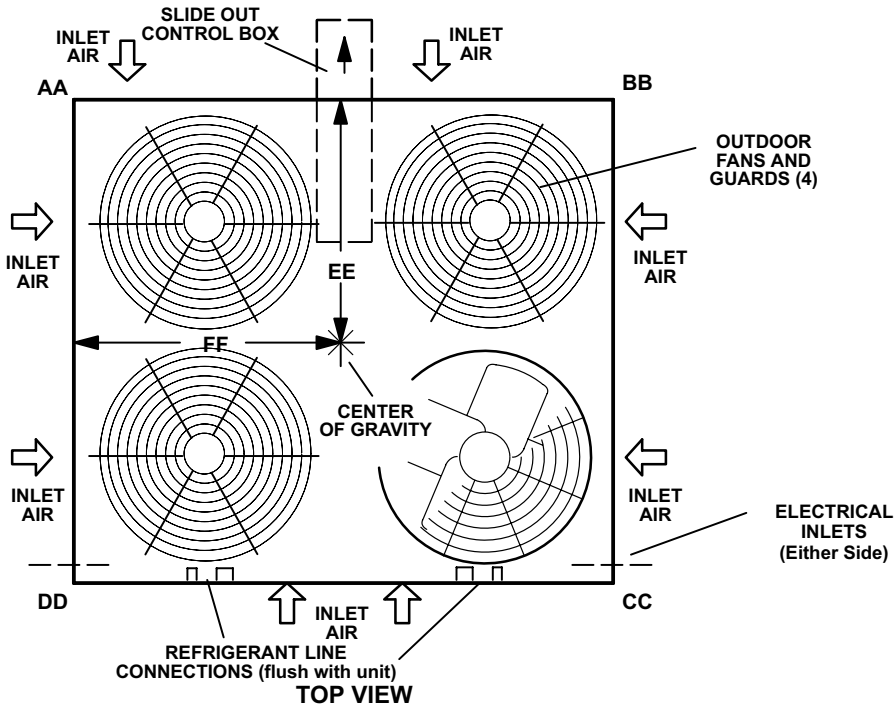 SLIDE OUT
CONTROL BOX
INLET
AIR
INLET
AIR
AA
BB
OUTDOOR
FANS AND
GUARDS (4)
INLET
AIR
EE
INLET
AIR
FF
CENTER
OF GRAVITY
INLET
AIR
INLET
AIR
ELECTRICAL
INLETS
(Either Side)
DD
CC
INLET
AIR
REFRIGERANT LINE
CONNECTIONS (flush with unit)
TOP VIEW